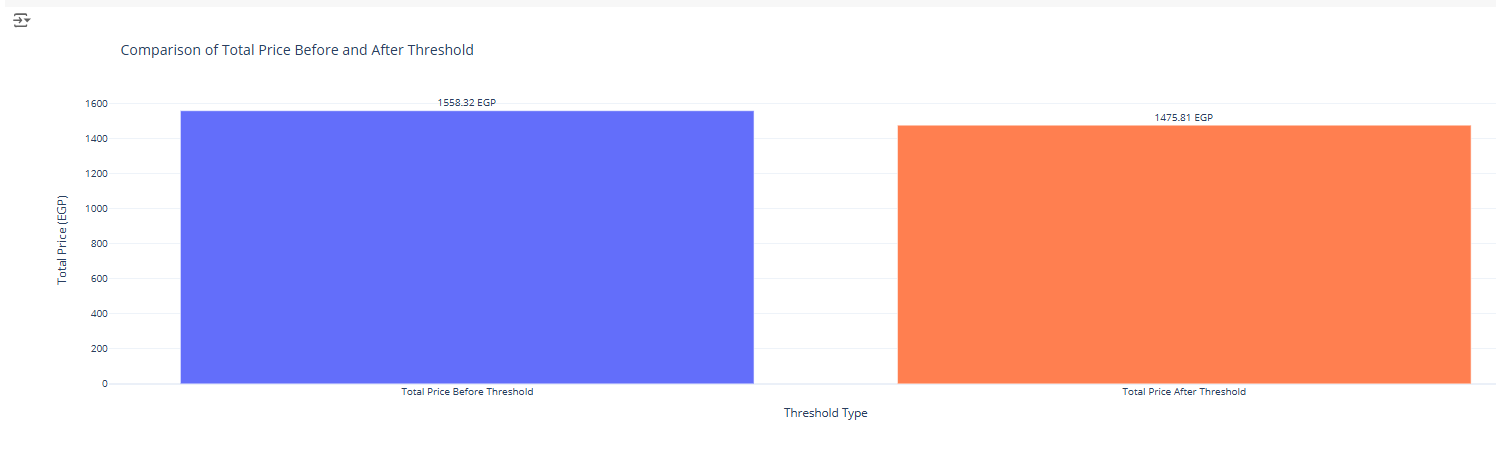 Comparison of Total Price Before and After Threshold
1558.32 EGP
1475.81 EGP
Total Price (EGP)
1600
1400
1200
1000
800
600
400
200
0
Total Price Before Threshold
Total Price After Threshold
Threshold Type